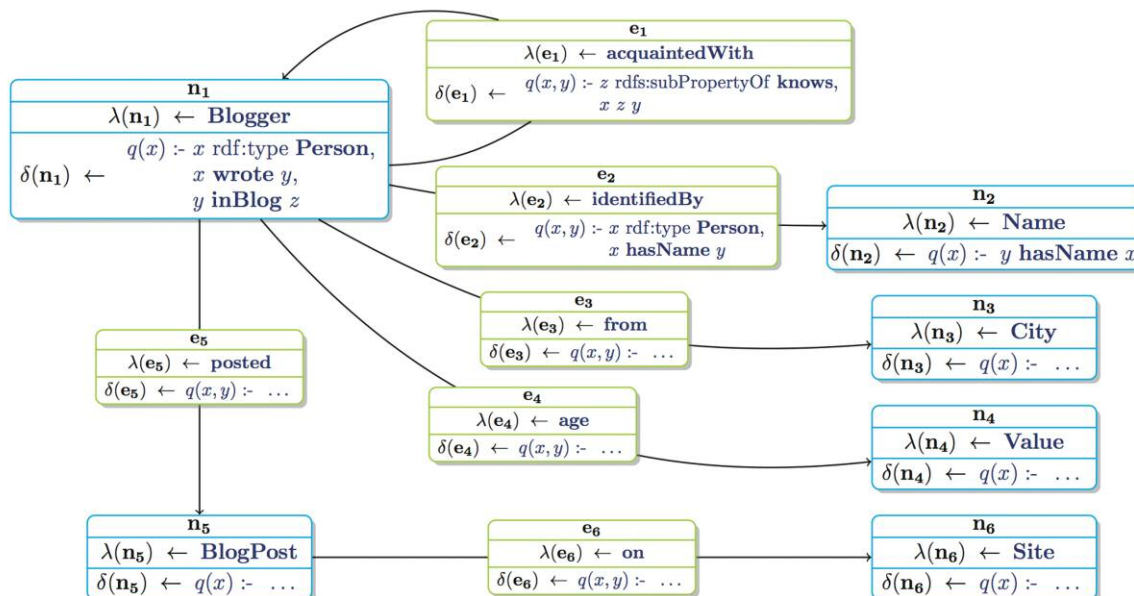 e₁
λ(e₁) ← acquaintedWith
δ(e₁) ← q(x, y) :- z rdfs:subPropertyOf knows,
x z y
n₁
λ(n₁) ← Blogger
δ(n₁) ← q(x) :- x rdf:type Person,
x wrote y,
y inBlog z
e₂
λ(e₂) ← identifiedBy
δ(e₂) ← q(x, y) :- x rdf:type Person,
x hasName y
n₂
λ(n₂) ← Name
δ(n₂) ← q(x) :- y hasName x
e₃
λ(e₃) ← from
δ(e₃) ← q(x, y) :- ...
n₃
λ(n₃) ← City
δ(n₃) ← q(x) :- ...
e₅
λ(e₅) ← posted
δ(e₅) ← q(x, y) :- ...
e₄
λ(e₄) ← age
δ(e₄) ← q(x, y) :- ...
n₄
λ(n₄) ← Value
δ(n₄) ← q(x) :- ...
n₅
λ(n₅) ← BlogPost
δ(n₅) ← q(x) :- ...
e₆
λ(e₆) ← on
δ(e₆) ← q(x, y) :- ...
n₆
λ(n₆) ← Site
δ(n₆) ← q(x) :- ...